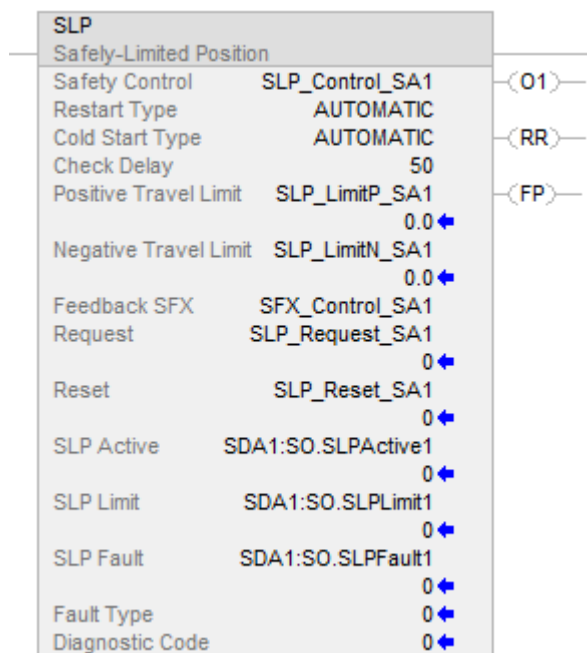 SLP
Safely-Limited Position
Safety Control SLP_Control_SA1 (O1)
Restart Type AUTOMATIC
Cold Start Type AUTOMATIC (RR)
Check Delay 50
Positive Travel Limit SLP_LimitP_SA1 (FP)
0.0
Negative Travel Limit SLP_LimitN_SA1
0.0
Feedback SFX SFX_Control_SA1
Request SLP_Request_SA1
0
Reset SLP_Reset_SA1
0
SLP Active SDA1:SO.SLPActive1
0
SLP Limit SDA1:SO.SLPLimit1
0
SLP Fault SDA1:SO.SLPFault1
0
Fault Type 0
Diagnostic Code 0